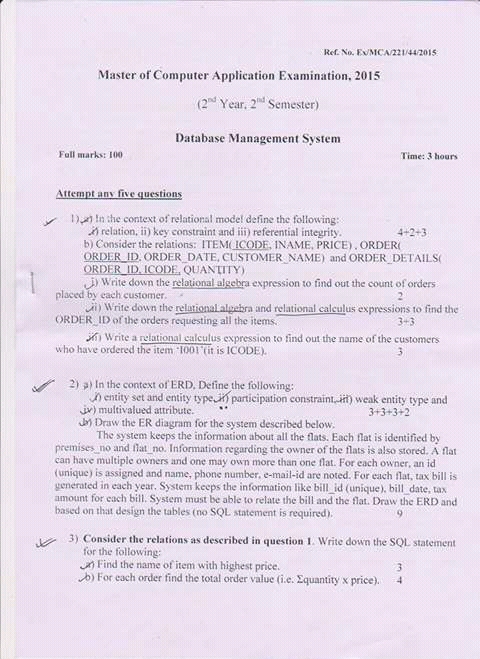 Ref. No. Ex/MCA/221/44/2015
Master of Computer Application Examination, 2015
(2nd Year, 2nd Semester)
Database Management System
Full marks: 100 Time: 3 hours
Attempt any five questions
1) a) In the context of relational model define the following:
i) relation, ii) key constraint and iii) referential integrity. 4+2+3
b) Consider the relations: ITEM( ICODE, INAME, PRICE) , ORDER(
ORDER_ID, ORDER_DATE, CUSTOMER_NAME) and ORDER_DETAILS(
ORDER_ID, ICODE, QUANTITY)
i) Write down the relational algebra expression to find out the count of orders
placed by each customer. 2
ii) Write down the relational algebra and relational calculus expressions to find the
ORDER_ID of the orders requesting all the items. 3+3
iii) Write a relational calculus expression to find out the name of the customers
who have ordered the item ‘I001’(it is ICODE). 3
2) a) In the context of ERD, Define the following:
i) entity set and entity type, ii) participation constraint, iii) weak entity type and
iv) multivalued attribute. 3+3+3+2
b) Draw the ER diagram for the system described below.
The system keeps the information about all the flats. Each flat is identified by
premises_no and flat_no. Information regarding the owner of the flats is also stored. A flat
can have multiple owners and one may own more than one flat. For each owner, an id
(unique) is assigned and name, phone number, e-mail-id are noted. For each flat, tax bill is
generated in each year. System keeps the information like bill_id (unique), bill_date, tax
amount for each bill. System must be able to relate the bill and the flat. Draw the ERD and
based on that design the tables (no SQL statement is required). 9
3) Consider the relations as described in question 1. Write down the SQL statement
for the following:
a) Find the name of item with highest price. 3
b) For each order find the total order value (i.e. Σquantity x price). 4